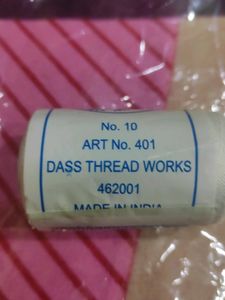 No. 10
ART No. 401
DASS THREAD WORKS
462001
MADE IN INDIA